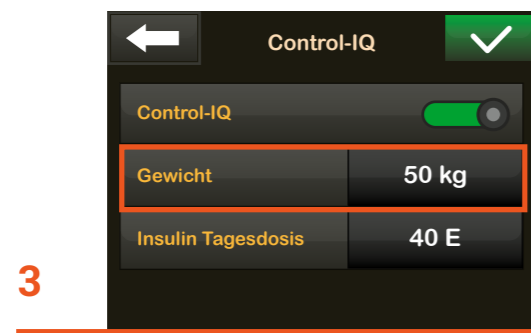 Control-IQ
Control-IQ
Gewicht 50 kg
Insulin Tagesdosis 40 E
3